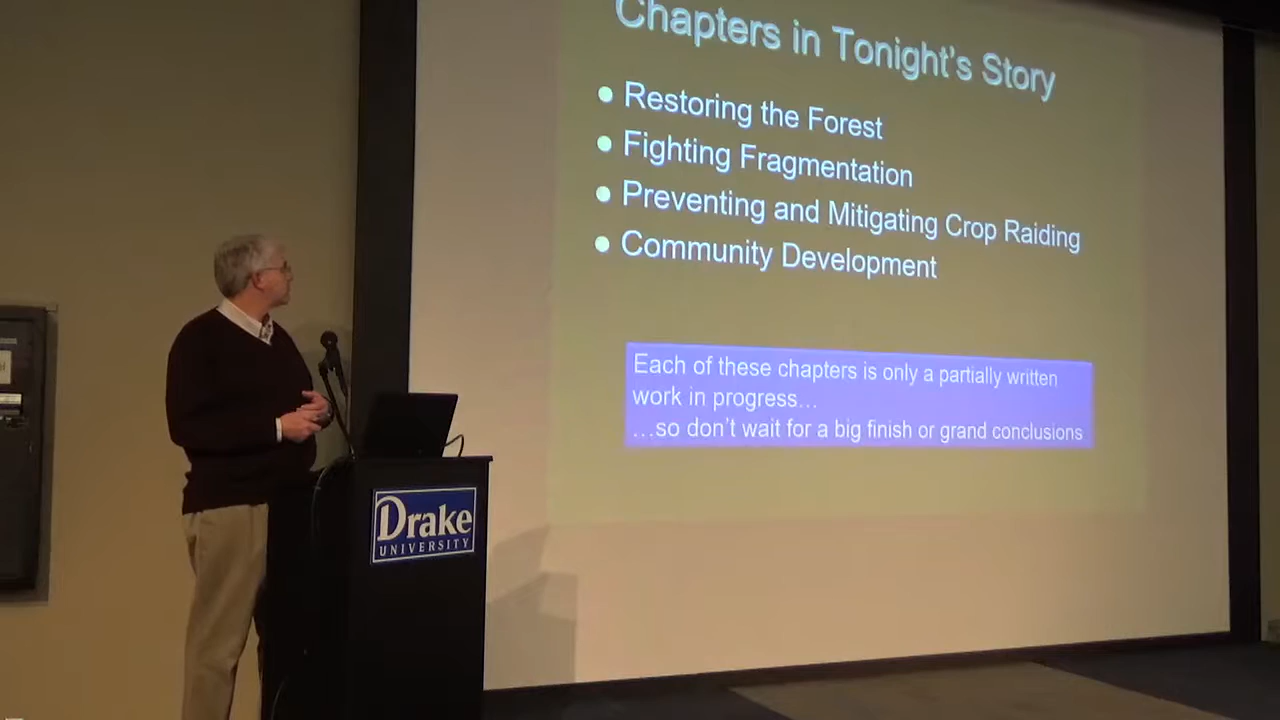 Chapters in Tonight's Story
Restoring the Forest
Fighting Fragmentation
Preventing and Mitigating Crop Raiding
Community Development
Each of these chapters is only a partially written
work in progress…
…so don't wait for a big finish or grand conclusions
Drake
UNIVERSITY